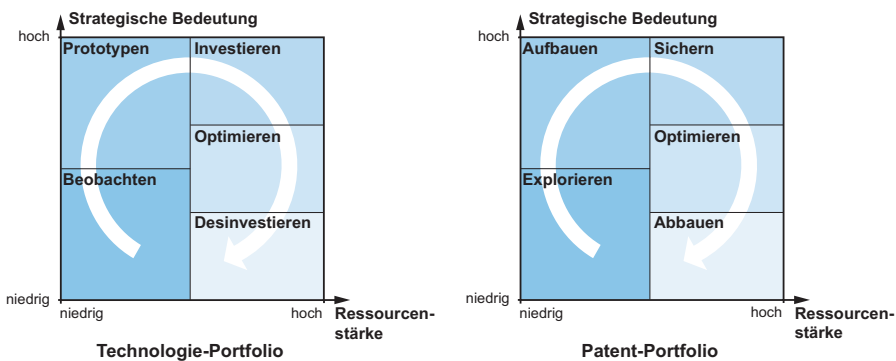 Strategische Bedeutung
hoch
Prototypen
Investieren
Optimieren
Beobachten
Desinvestieren
niedrig
niedrig
hoch
Ressourcen-
stärke
Technologie-Portfolio
Strategische Bedeutung
hoch
Aufbauen
Sichern
Optimieren
Explorieren
Abbauen
niedrig
niedrig
hoch
Ressourcen-
stärke
Patent-Portfolio